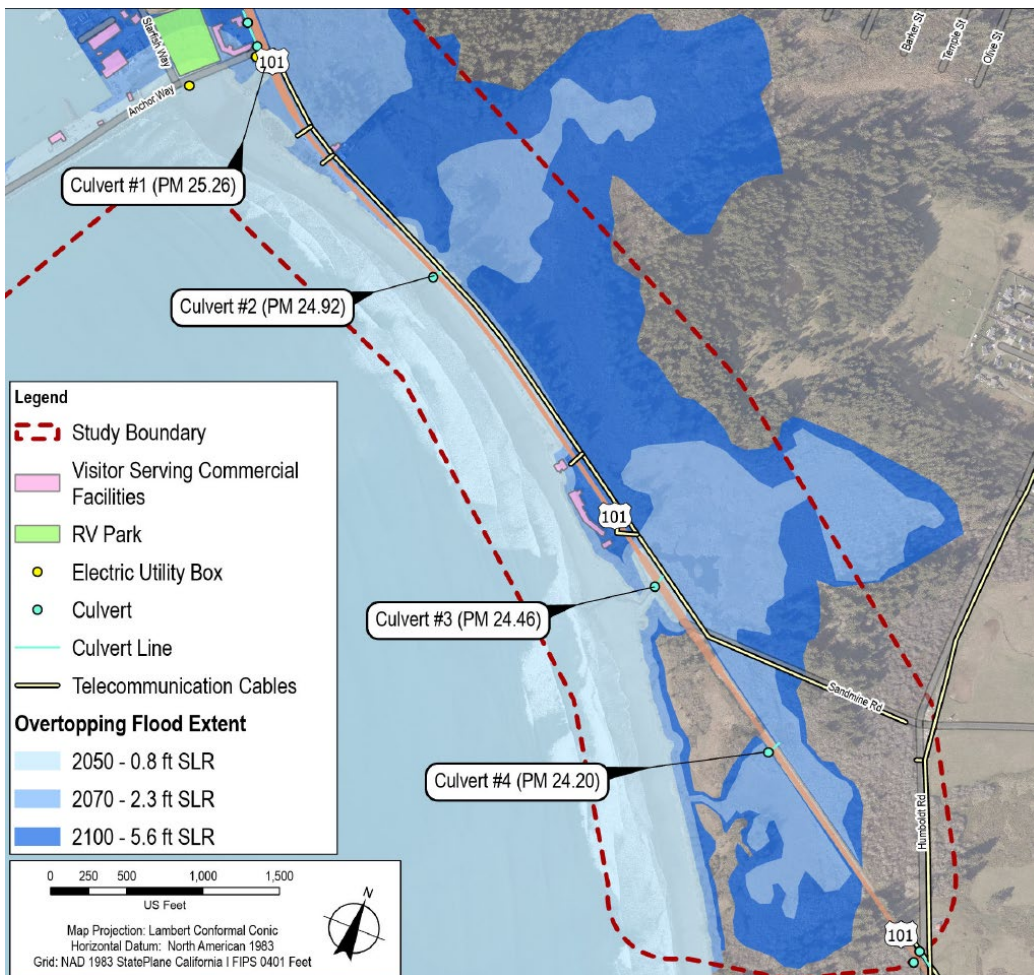 Barker St
Temple St
Olive St
Starfish Way
Anchor Way
101
Culvert #1 (PM 25.26)
Culvert #2 (PM 24.92)
101
Culvert #3 (PM 24.46)
Sandmine Rd
Culvert #4 (PM 24.20)
Humboldt Rd
101
Legend
Study Boundary
Visitor Serving Commercial
Facilities
RV Park
Electric Utility Box
Culvert
Culvert Line
Telecommunication Cables
Overtopping Flood Extent
2050 - 0.8 ft SLR
2070 - 2.3 ft SLR
2100 - 5.6 ft SLR
0 250 500 1,000 1,500
US Feet
N
Map Projection: Lambert Conformal Conic
Horizontal Datum: North American 1983
Grid: NAD 1983 StatePlane California I FIPS 0401 Feet